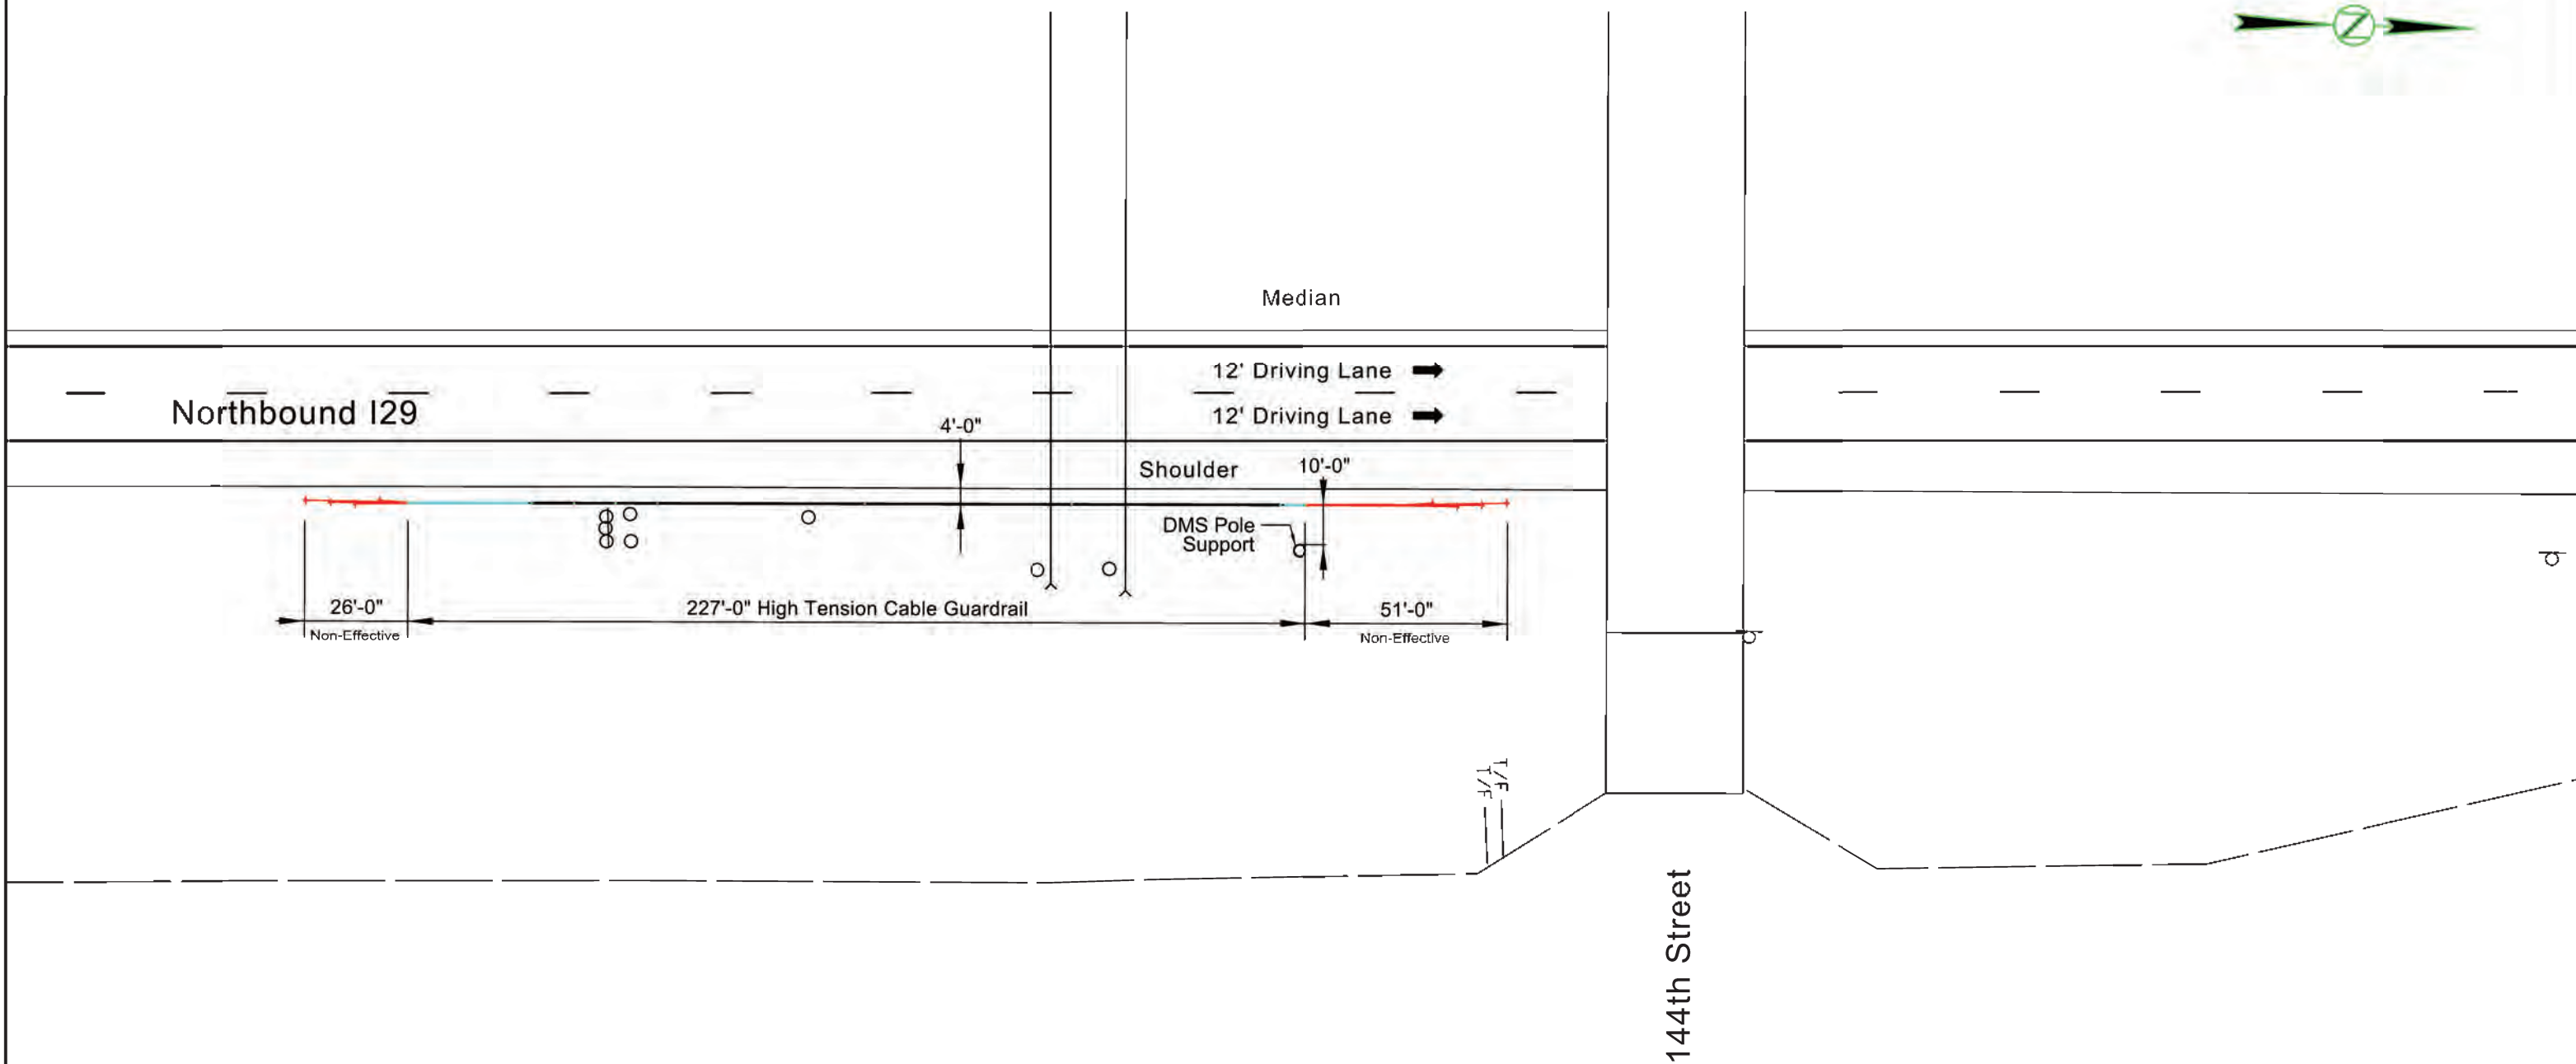 Z
Median
12' Driving Lane
Northbound I29
12' Driving Lane
4'-0"
Shoulder
10'-0"
DMS Pole
Support
26'-0"
227'-0" High Tension Cable Guardrail
51'-0"
Non-Effective
Non-Effective
T/F
T/F
144th Street